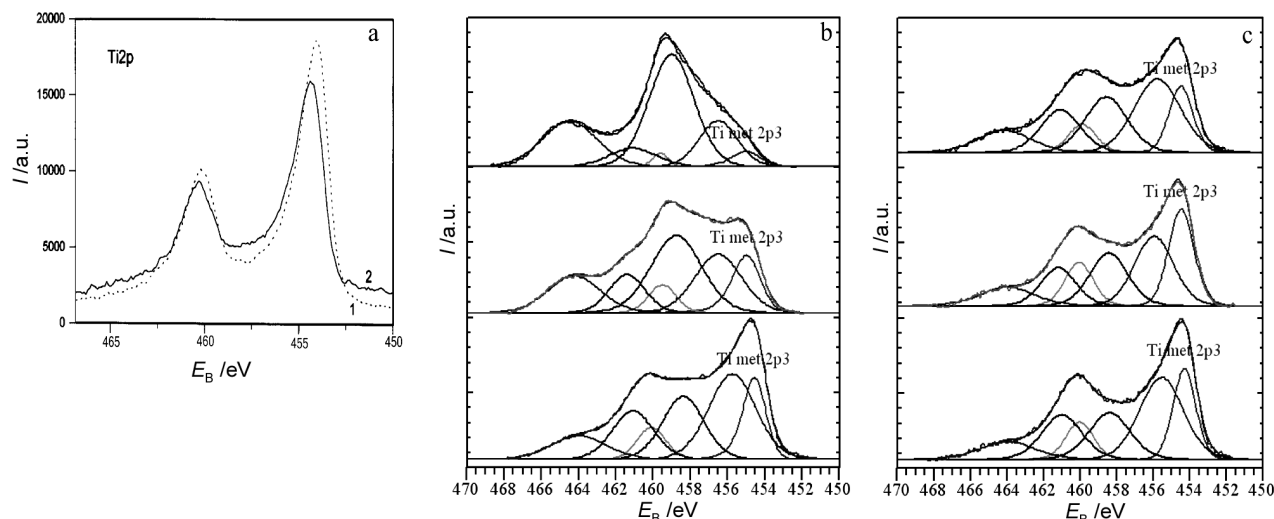 a
Ti2p
20000
15000
10000
5000
0
I /a.u.
2
1
465
460
455
450
E_B /eV
b
Ti met 2p3
Ti met 2p3
Ti met 2p3
I /a.u.
470 468 466 464 462 460 458 456 454 452 450
E_B /eV
c
Ti met 2p3
Ti met 2p3
Ti met 2p3
I /a.u.
470 468 466 464 462 460 458 456 454 452 450
E_B /eV